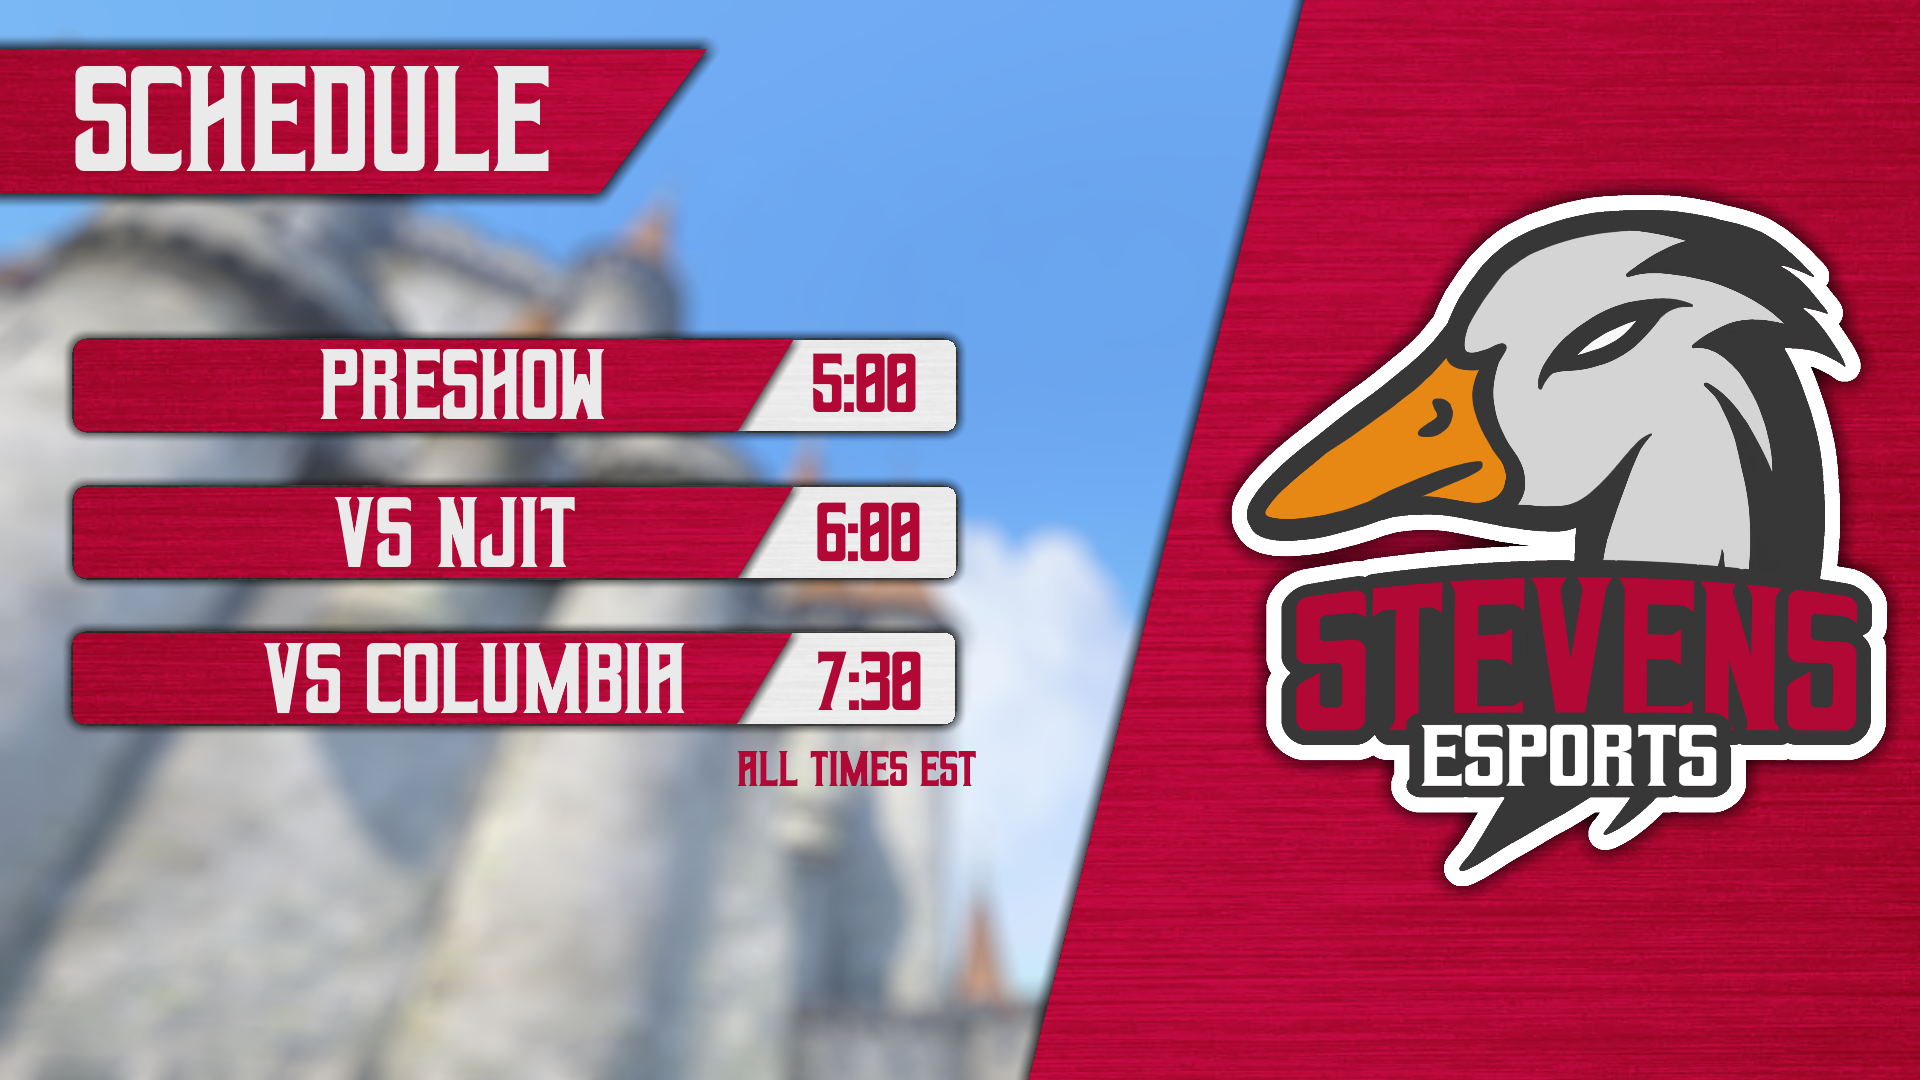 SCHEDULE
PRESHOW 5:00
VS NJIT 6:00
VS COLUMBIA 7:30
ALL TIMES EST
STEVENS
ESPORTS